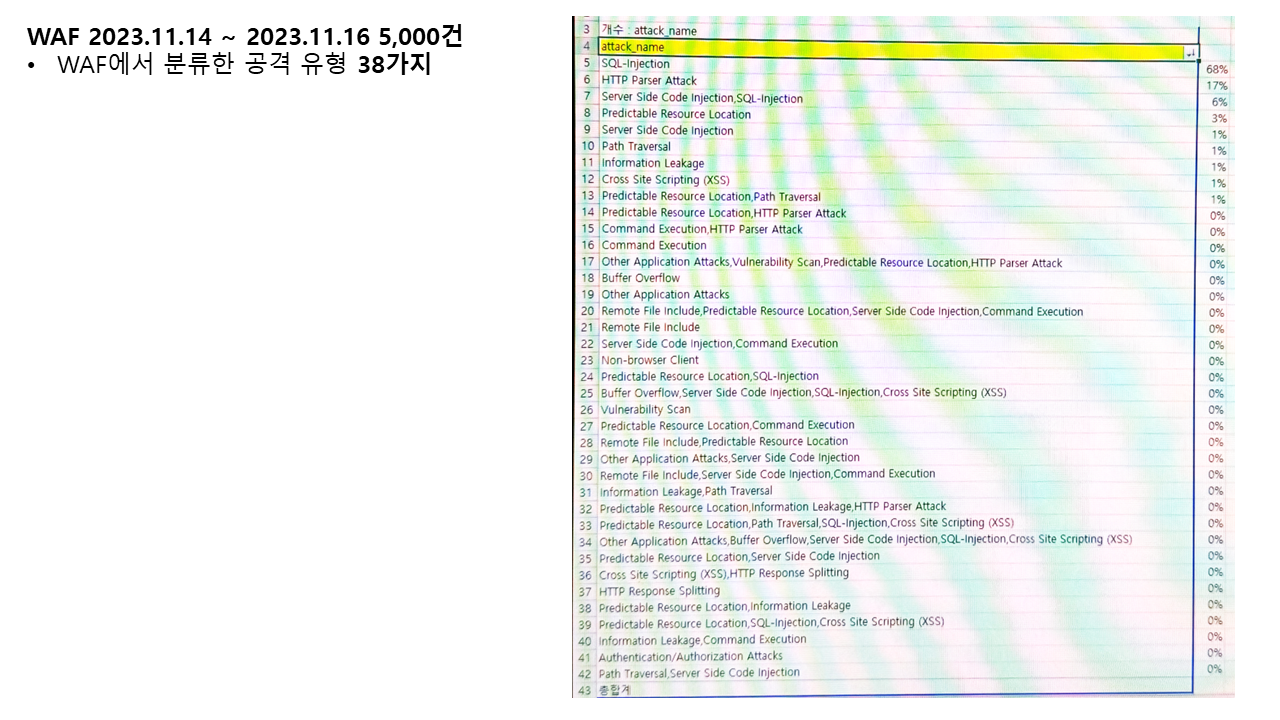 WAF 2023.11.14 ~ 2023.11.16 5,000건
• WAF에서 분류한 공격 유형 38가지
3 개수 : attack_name
4 attack_name
5 SQL-Injection 68%
6 HTTP Parser Attack 17%
7 Server Side Code Injection,SQL-Injection 6%
8 Predictable Resource Location 3%
9 Server Side Code Injection 1%
10 Path Traversal 1%
11 Information Leakage 1%
12 Cross Site Scripting (XSS) 1%
13 Predictable Resource Location,Path Traversal 1%
14 Predictable Resource Location,HTTP Parser Attack 0%
15 Command Execution,HTTP Parser Attack 0%
16 Command Execution 0%
17 Other Application Attacks,Vulnerability Scan,Predictable Resource Location,HTTP Parser Attack 0%
18 Buffer Overflow 0%
19 Other Application Attacks 0%
20 Remote File Include,Predictable Resource Location,Server Side Code Injection,Command Execution 0%
21 Remote File Include 0%
22 Server Side Code Injection,Command Execution 0%
23 Non-browser Client 0%
24 Predictable Resource Location,SQL-Injection 0%
25 Buffer Overflow,Server Side Code Injection,SQL-Injection,Cross Site Scripting (XSS) 0%
26 Vulnerability Scan 0%
27 Predictable Resource Location,Command Execution 0%
28 Remote File Include,Predictable Resource Location 0%
29 Other Application Attacks,Server Side Code Injection 0%
30 Remote File Include,Server Side Code Injection,Command Execution 0%
31 Information Leakage,Path Traversal 0%
32 Predictable Resource Location,Information Leakage,HTTP Parser Attack 0%
33 Predictable Resource Location,Path Traversal,SQL-Injection,Cross Site Scripting (XSS) 0%
34 Other Application Attacks,Buffer Overflow,Server Side Code Injection,SQL-Injection,Cross Site Scripting (XSS) 0%
35 Predictable Resource Location,Server Side Code Injection 0%
36 Cross Site Scripting (XSS),HTTP Response Splitting 0%
37 HTTP Response Splitting 0%
38 Predictable Resource Location,Information Leakage 0%
39 Predictable Resource Location,SQL-Injection,Cross Site Scripting (XSS) 0%
40 Information Leakage,Command Execution 0%
41 Authentication/Authorization Attacks 0%
42 Path Traversal,Server Side Code Injection 0%
43 총합계